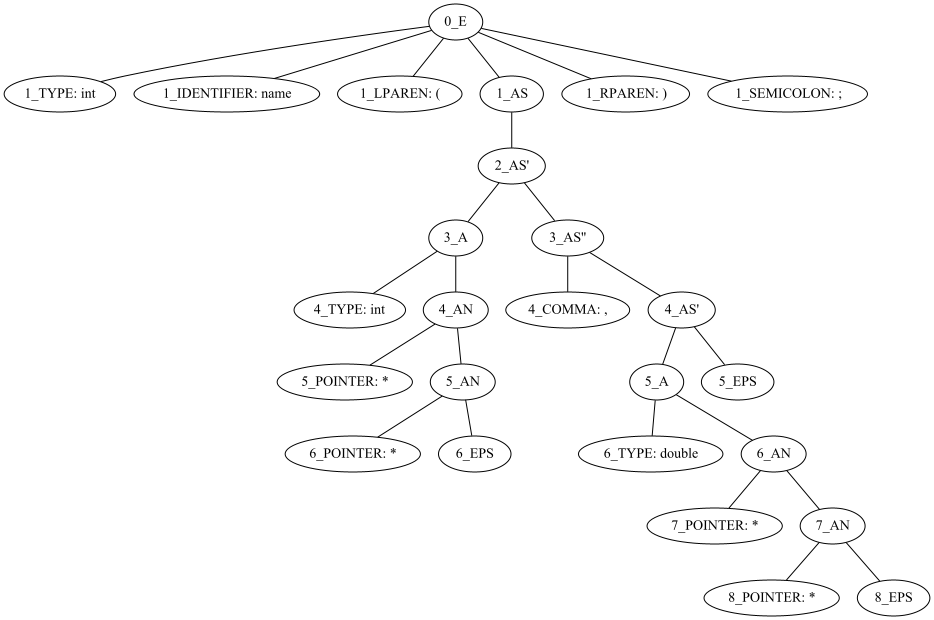 0_E
1_TYPE: int 1_IDENTIFIER: name 1_LPAREN: ( 1_AS 1_RPAREN: ) 1_SEMICOLON: ;
2_AS'
3_A 3_AS''
4_TYPE: int 4_AN 4_COMMA: , 4_AS'
5_POINTER: * 5_AN 5_A 5_EPS
6_POINTER: * 6_EPS 6_TYPE: double 6_AN
7_POINTER: * 7_AN
8_POINTER: * 8_EPS